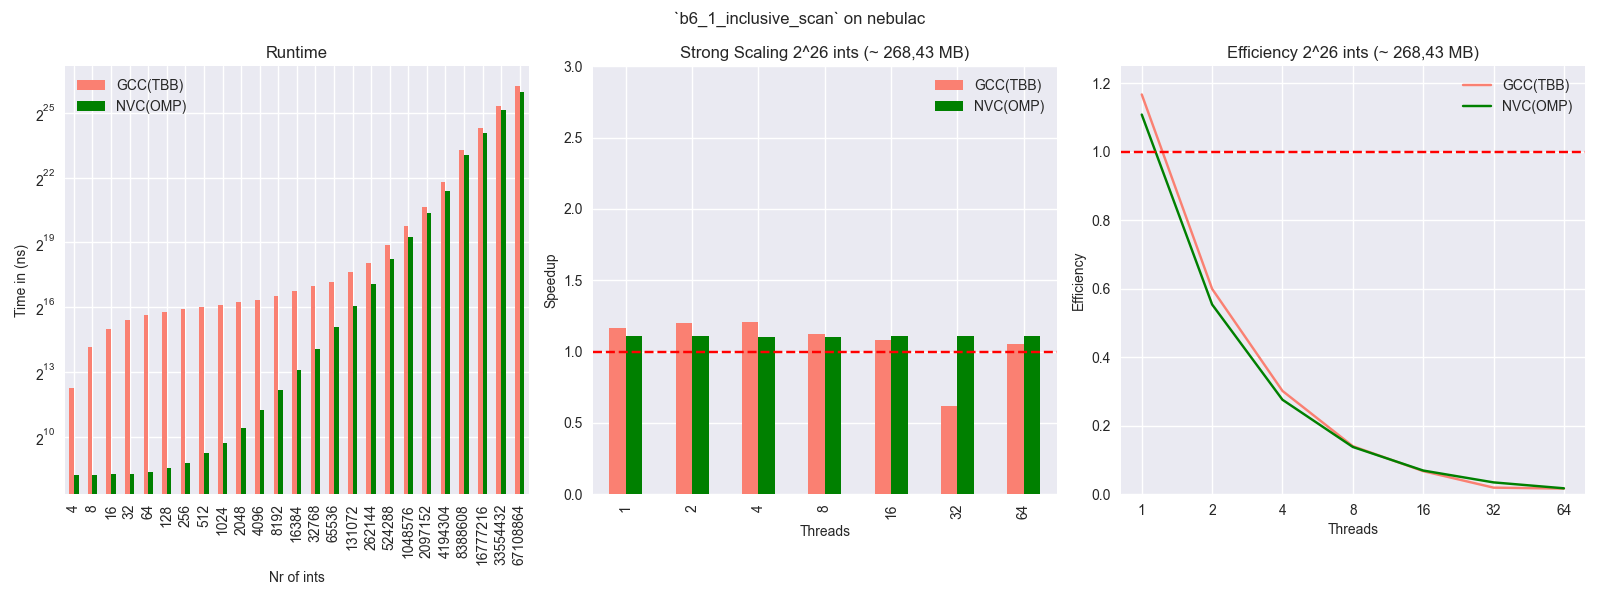 `b6_1_inclusive_scan` on nebulac
Runtime
GCC(TBB)
NVC(OMP)
Time in (ns)
2^25
2^22
2^19
2^16
2^13
2^10
4 8 16 32 64 128 256 512 1024 2048 4096 8192 16384 32768 65536 131072 262144 524288 1048576 2097152 4194304 8388608 16777216 33554432 67108864
Nr of ints
Strong Scaling 2^26 ints (~ 268,43 MB)
GCC(TBB)
NVC(OMP)
Speedup
3.0
2.5
2.0
1.5
1.0
0.5
0.0
1 2 4 8 16 32 64
Threads
Efficiency 2^26 ints (~ 268,43 MB)
GCC(TBB)
NVC(OMP)
Efficiency
1.2
1.0
0.8
0.6
0.4
0.2
0.0
1 2 4 8 16 32 64
Threads